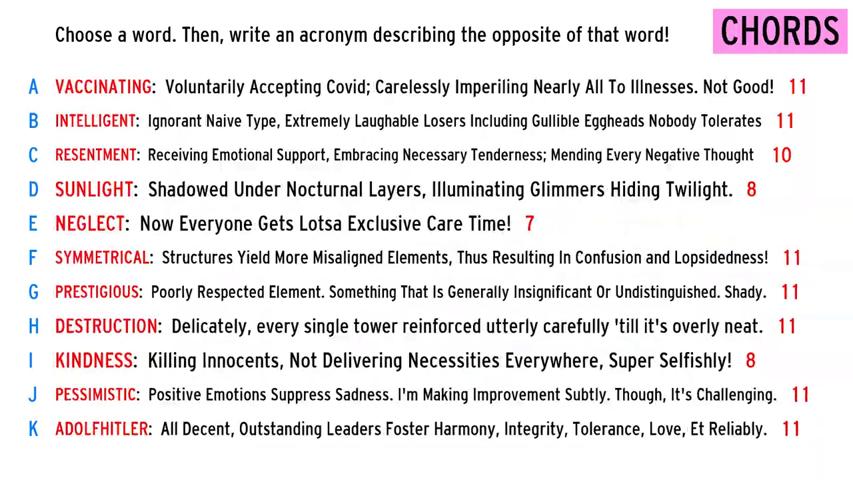 Choose a word. Then, write an acronym describing the opposite of that word!
CHORDS
A VACCINATING: Voluntarily Accepting Covid; Carelessly Imperiling Nearly All To Illnesses. Not Good! 11
B INTELLIGENT: Ignorant Naive Type, Extremely Laughable Losers Including Gullible Eggheads Nobody Tolerates 11
C RESENTMENT: Receiving Emotional Support, Embracing Necessary Tenderness; Mending Every Negative Thought 10
D SUNLIGHT: Shadowed Under Nocturnal Layers, Illuminating Glimmers Hiding Twilight. 8
E NEGLECT: Now Everyone Gets Lotsa Exclusive Care Time! 7
F SYMMETRICAL: Structures Yield More Misaligned Elements, Thus Resulting In Confusion and Lopsidedness! 11
G PRESTIGIOUS: Poorly Respected Element. Something That Is Generally Insignificant Or Undistinguished. Shady. 11
H DESTRUCTION: Delicately, every single tower reinforced utterly carefully 'till it's overly neat. 11
I KINDNESS: Killing Innocents, Not Delivering Necessities Everywhere, Super Selfishly! 8
J PESSIMISTIC: Positive Emotions Suppress Sadness. I'm Making Improvement Subtly. Though, It's Challenging. 11
K ADOLFHITLER: All Decent, Outstanding Leaders Foster Harmony, Integrity, Tolerance, Love, Et Reliably. 11